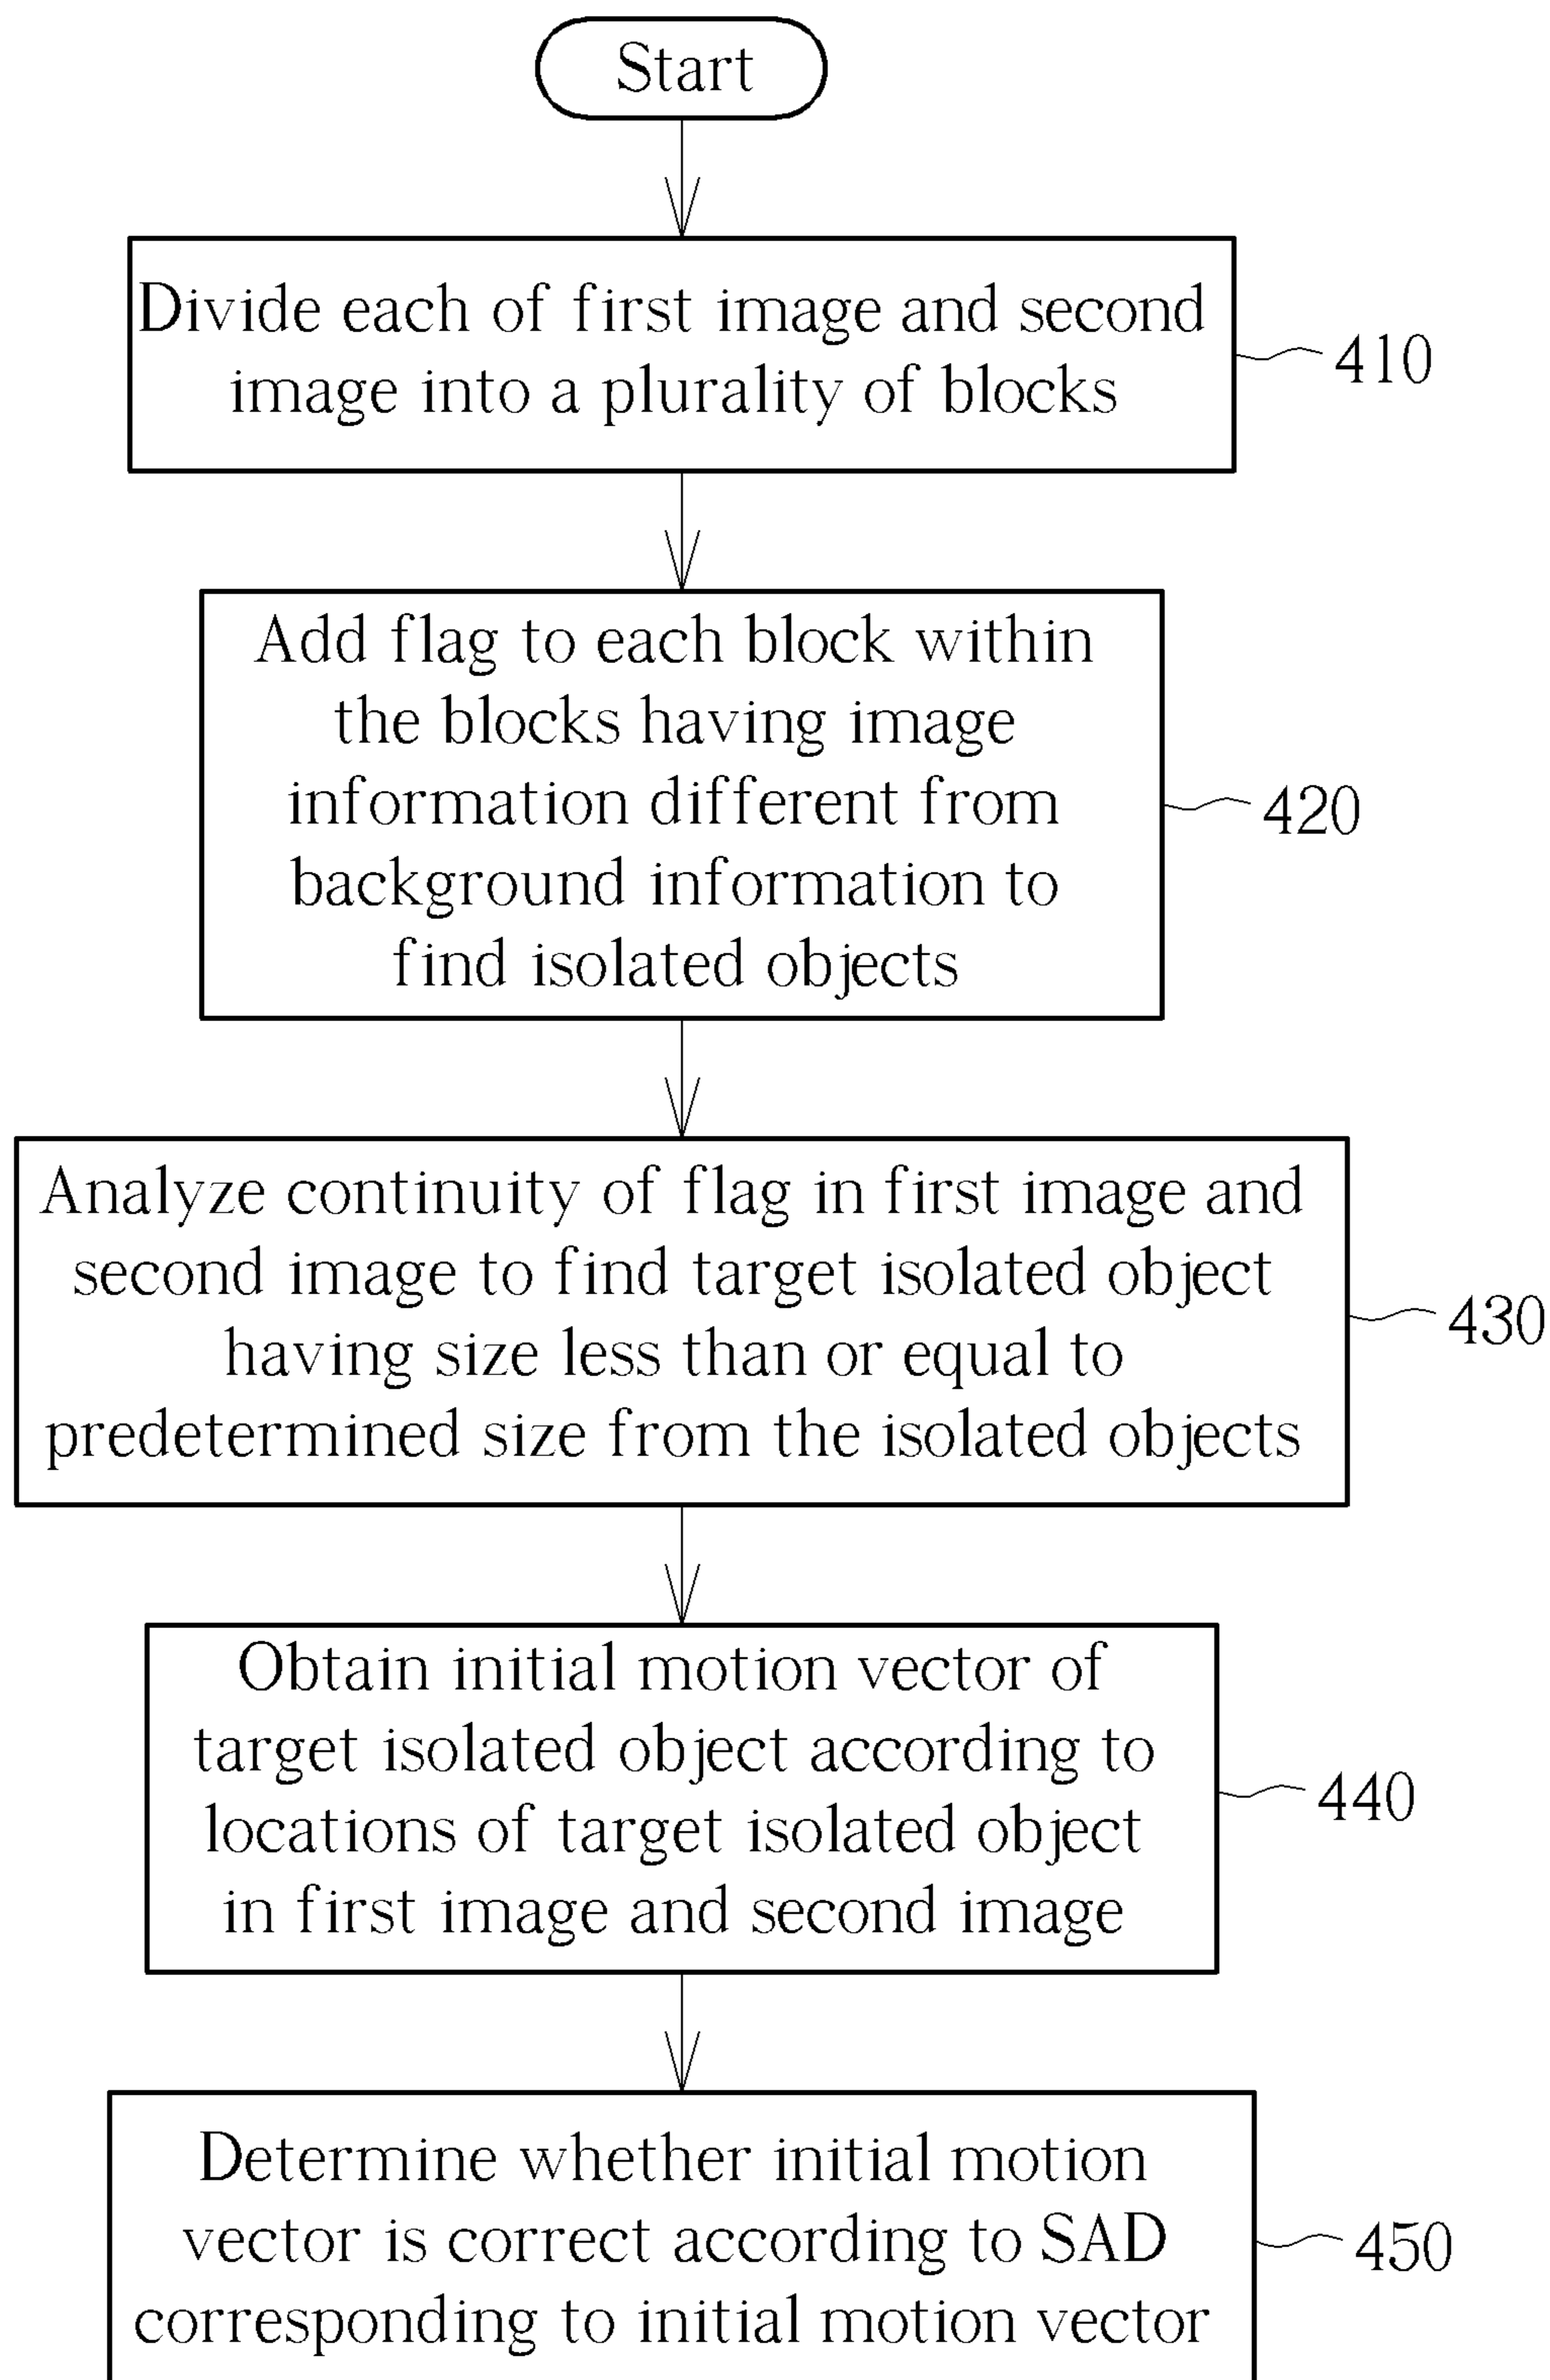 Start
Divide each of first image and second
image into a plurality of blocks
410
Add flag to each block within
the blocks having image
information different from
background information to
find isolated objects
420
Analyze continuity of flag in first image and
second image to find target isolated object
having size less than or equal to
predetermined size from the isolated objects
430
Obtain initial motion vector of
target isolated object according to
locations of target isolated object
in first image and second image
440
Determine whether initial motion
vector is correct according to SAD
corresponding to initial motion vector
450